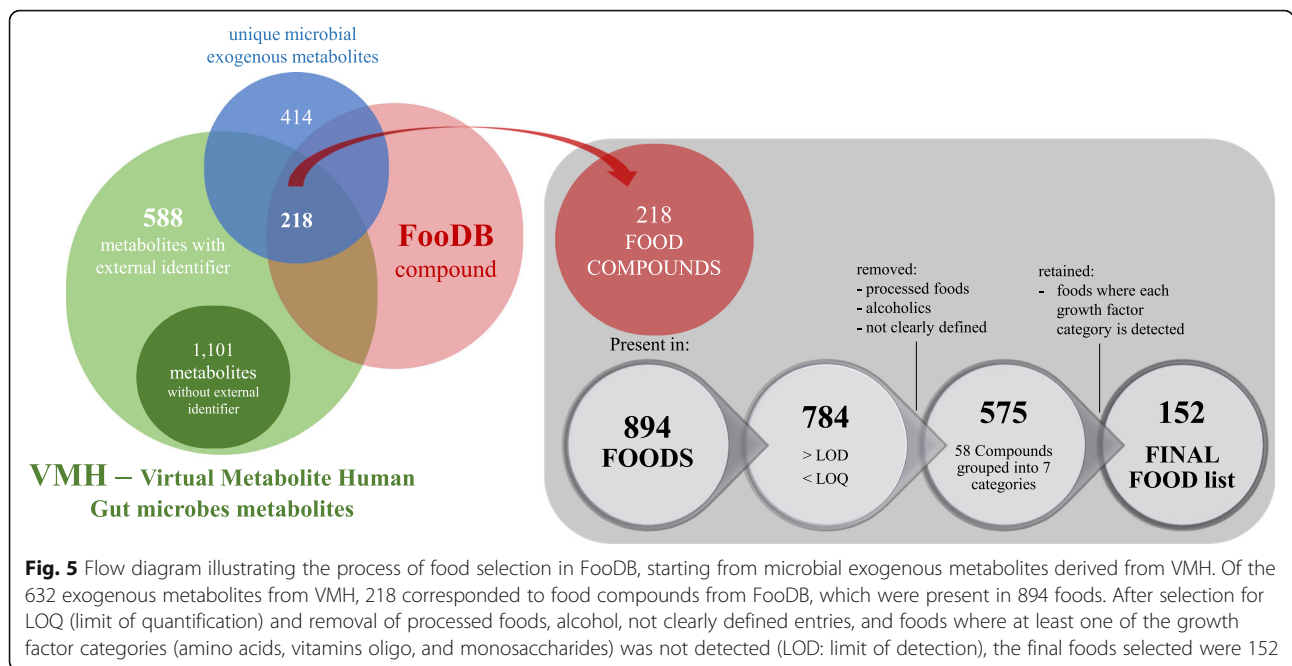 unique microbial
exogenous metabolites
414
588
metabolites with
external identifier
218
FooDB
compound
1,101
metabolites
without external
identifier
VMH – Virtual Metabolite Human
Gut microbes metabolites
218
FOOD
COMPOUNDS
Present in:
removed:
- processed foods
- alcoholics
- not clearly defined
retained:
- foods where each
growth factor
category is detected
894
FOODS
784
> LOD
< LOQ
575
58 Compounds
grouped into 7
categories
152
FINAL
FOOD list
Fig. 5 Flow diagram illustrating the process of food selection in FooDB, starting from microbial exogenous metabolites derived from VMH. Of the
632 exogenous metabolites from VMH, 218 corresponded to food compounds from FooDB, which were present in 894 foods. After selection for
LOQ (limit of quantification) and removal of processed foods, alcohol, not clearly defined entries, and foods where at least one of the growth
factor categories (amino acids, vitamins oligo, and monosaccharides) was not detected (LOD: limit of detection), the final foods selected were 152